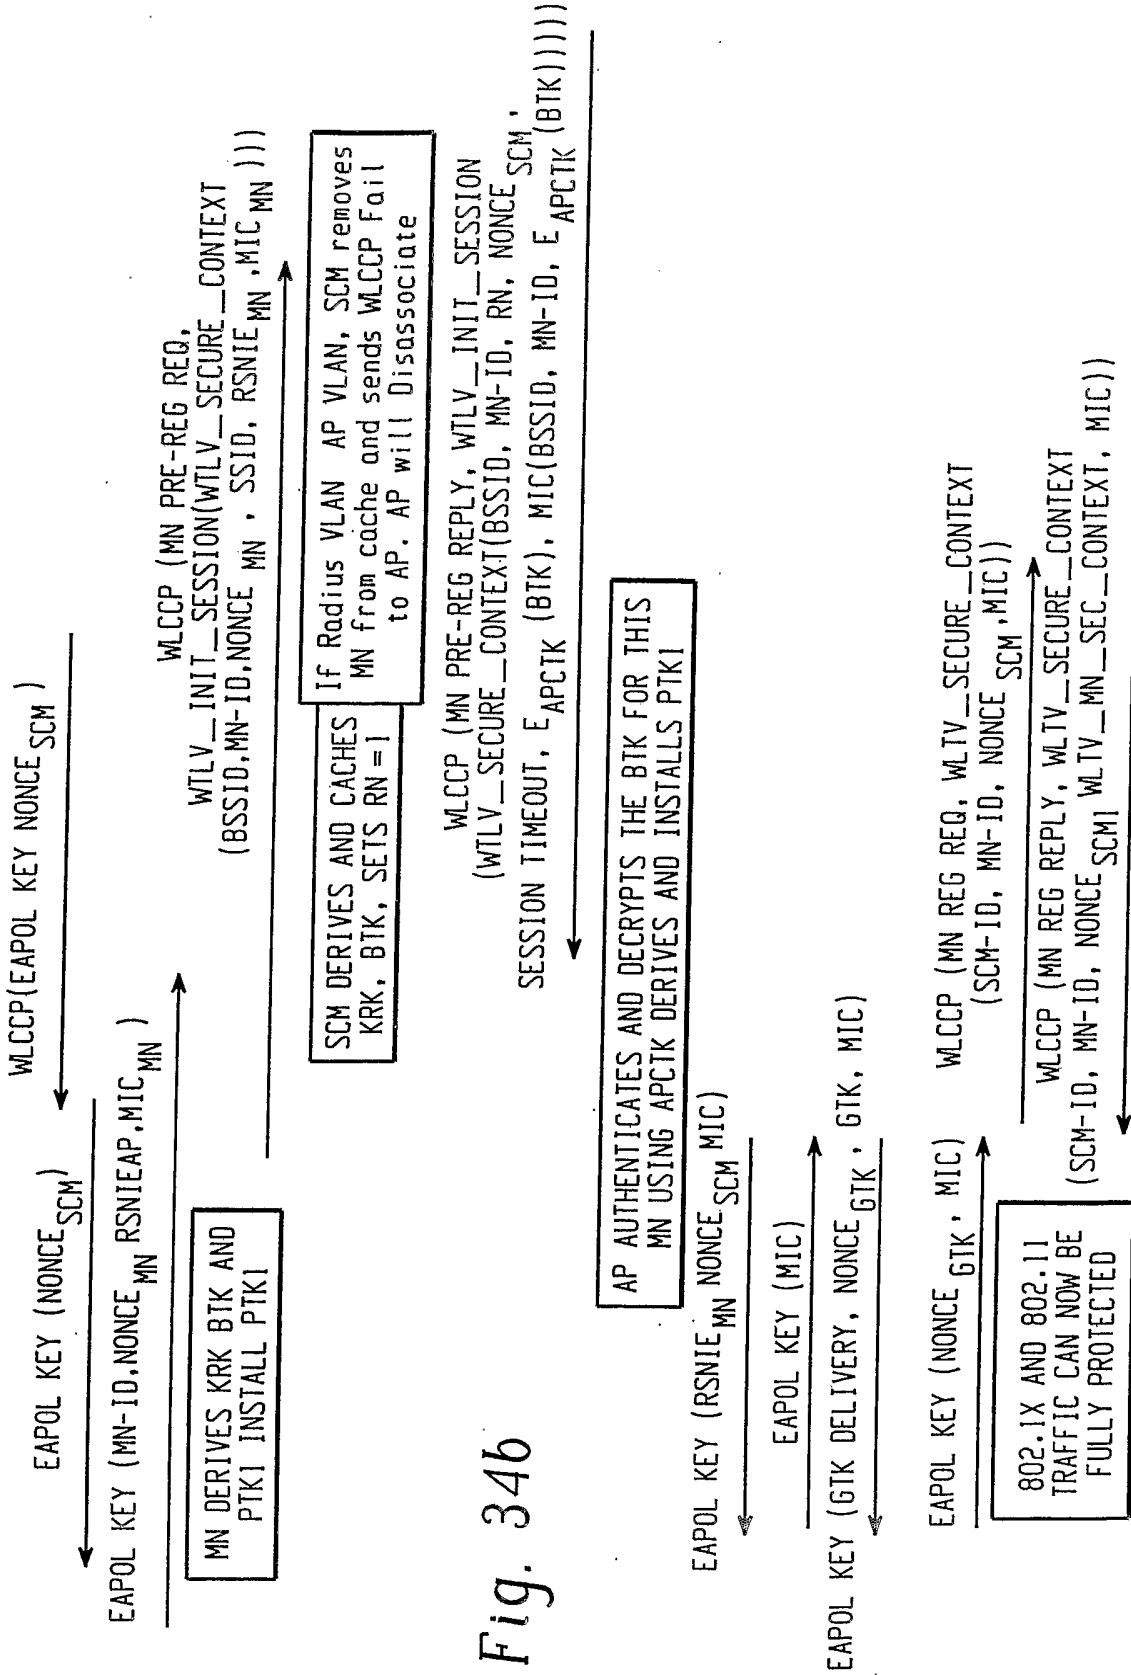 WLCCP(EAPOL KEY NONCE SCM )
EAPOL KEY (NONCE SCM)
EAPOL KEY (MN-ID,NONCE MN RSNIEAP,MIC MN )
MN DERIVES KRK BTK AND
PTK1 INSTALL PTK1
WLCCP (MN PRE-REG REQ,
WTLV_INIT_SESSION(WTLV_SECURE_CONTEXT
(BSSID,MN-ID,NONCE MN , SSID, RSNIE MN ,MIC MN )))
SCM DERIVES AND CACHES
KRK, BTK, SETS RN =1
If Radius VLAN AP VLAN, SCM removes
MN from cache and sends WLCCP Fail
to AP. AP will Disassociate
WLCCP (MN PRE-REG REPLY, WTLV_INIT_SESSION
(WTLV_SECURE_CONTEXT(BSSID, MN-ID, RN, NONCE SCM,
SESSION TIMEOUT, E APCTK (BTK), MIC(BSSID, MN-ID, E APCTK (BTK)))))
Fig. 34b
AP AUTHENTICATES AND DECRYPTS THE BTK FOR THIS
MN USING APCTK DERIVES AND INSTALLS PTK1
EAPOL KEY (RSNIE MN NONCE SCM MIC)
EAPOL KEY (MIC)
EAPOL KEY (GTK DELIVERY, NONCE GTK , GTK, MIC)
EAPOL KEY (NONCE GTK , MIC)
802.1X AND 802.11
TRAFFIC CAN NOW BE
FULLY PROTECTED
WLCCP (MN REG REQ, WLTV_SECURE_CONTEXT
(SCM-ID, MN-ID, NONCE SCM ,MIC))
WLCCP (MN REG REPLY, WLTV_SECURE_CONTEXT
(SCM-ID, MN-ID, NONCE SCM1 WLTV_MN_SEC_CONTEXT, MIC))